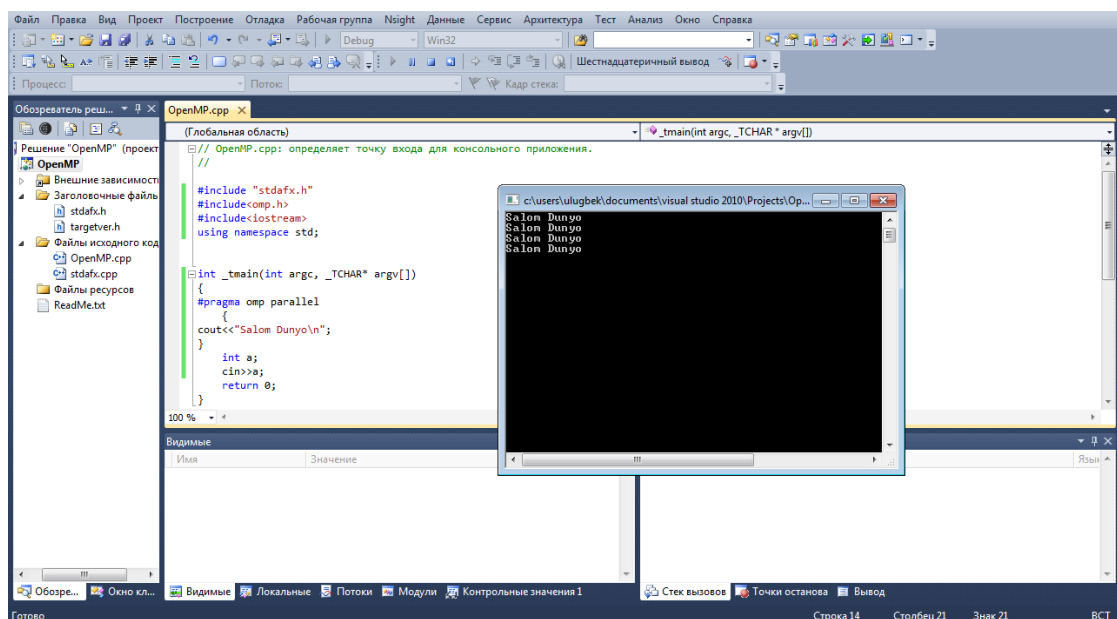 Файл Правка Вид Проект Построение Отладка Рабочая группа Nsight Данные Сервис Архитектура Тест Анализ Окно Справка
Debug Win32
Шестнадцатеричный вывод
Процесс: Поток: Кадр стека:
Обозреватель реш...
OpenMP.cpp
(Глобальная область)
_tmain(int argc, _TCHAR * argv[])
Решение "OpenMP" (проект
OpenMP
Внешние зависимости
Заголовочные файлы
stdafx.h
targetver.h
Файлы исходного код
OpenMP.cpp
stdafx.cpp
Файлы ресурсов
ReadMe.txt
// OpenMP.cpp: определяет точку входа для консольного приложения.
//
#include "stdafx.h"
#include<omp.h>
#include<iostream>
using namespace std;
int _tmain(int argc, _TCHAR* argv[])
{
#pragma omp parallel
{
cout<<"Salom Dunyo\n";
}
int a;
cin>>a;
return 0;
}
100 %
c:\users\ulugbek\documents\visual studio 2010\Projects\Op...
Salom Dunyo
Salom Dunyo
Salom Dunyo
Salom Dunyo
Видимые
Имя Значение
Язык
Обозре... Окно кл...
Видимые Локальные Потоки Модули Контрольные значения 1
Стек вызовов Точки останова Вывод
Готово Строка 14 Столбец 21 Знак 21 ВСТ